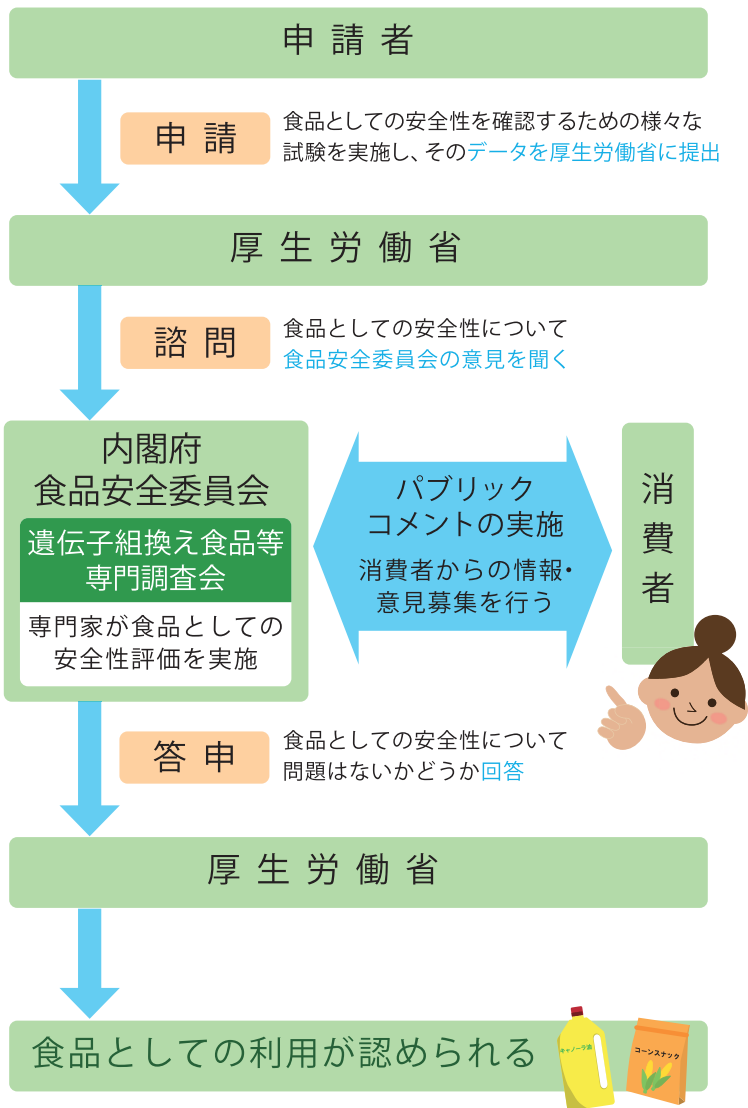 申請者
申請
食品としての安全性を確認するための様々な
試験を実施し、そのデータを厚生労働省に提出
厚生労働省
諮問
食品としての安全性について
食品安全委員会の意見を聞く
内閣府
食品安全委員会
遺伝子組換え食品等
専門調査会
専門家が食品としての
安全性評価を実施
パブリック
コメントの実施
消費者からの情報・
意見募集を行う
消費者
答申
食品としての安全性について
問題はないかどうか回答
厚生労働省
食品としての利用が認められる
キャノーラ油
コーンスナック